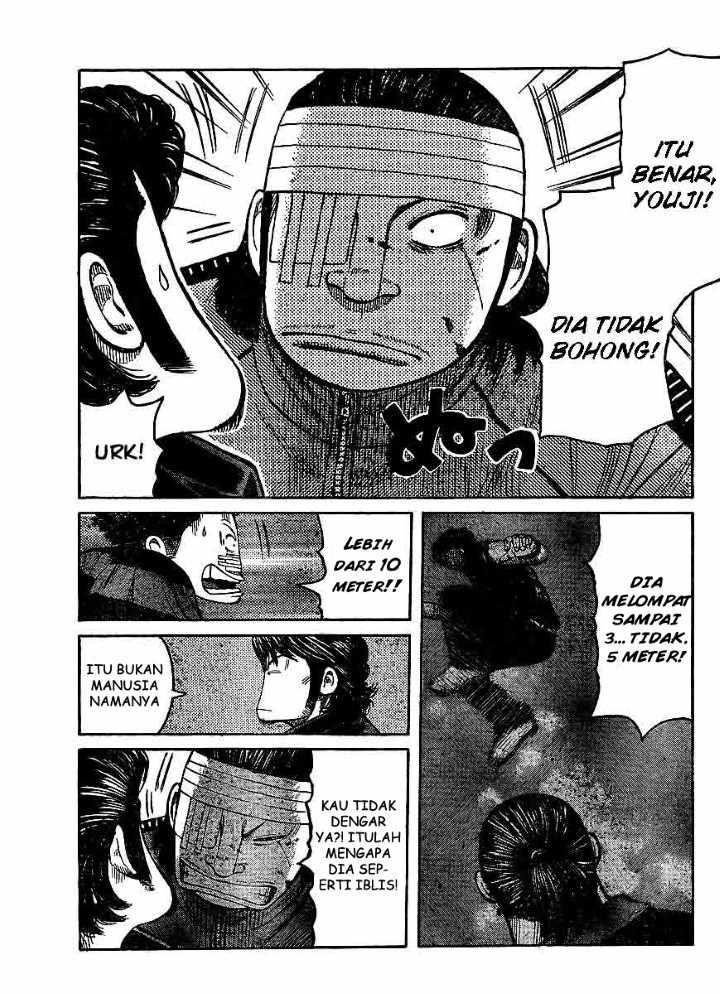 ITU
BENAR,
YOUJI!
DIA TIDAK
BOHONG!
URK!
ぬっ
DIA
MELOMPAT
SAMPAI
3... TIDAK.
5 METER!
LEBIH
DARI 10
METER!!
ITU BUKAN
MANUSIA
NAMANYA
KAU TIDAK
DENGAR
YA?! ITULAH
MENGAPA
DIA SEP-
ERTI IBLIS!